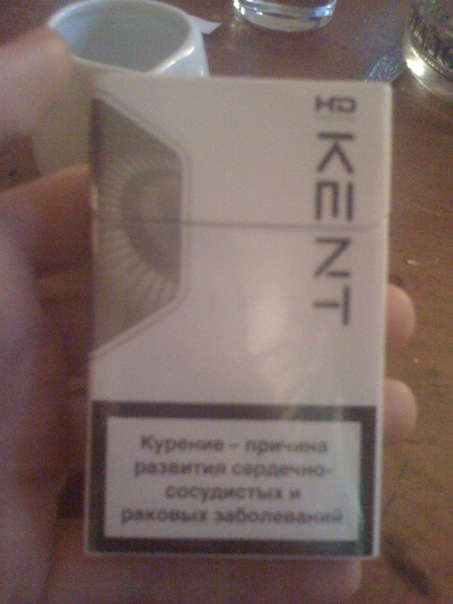 HD
KENT
Курение – причина
развития сердечно-
сосудистых и
раковых заболеваний